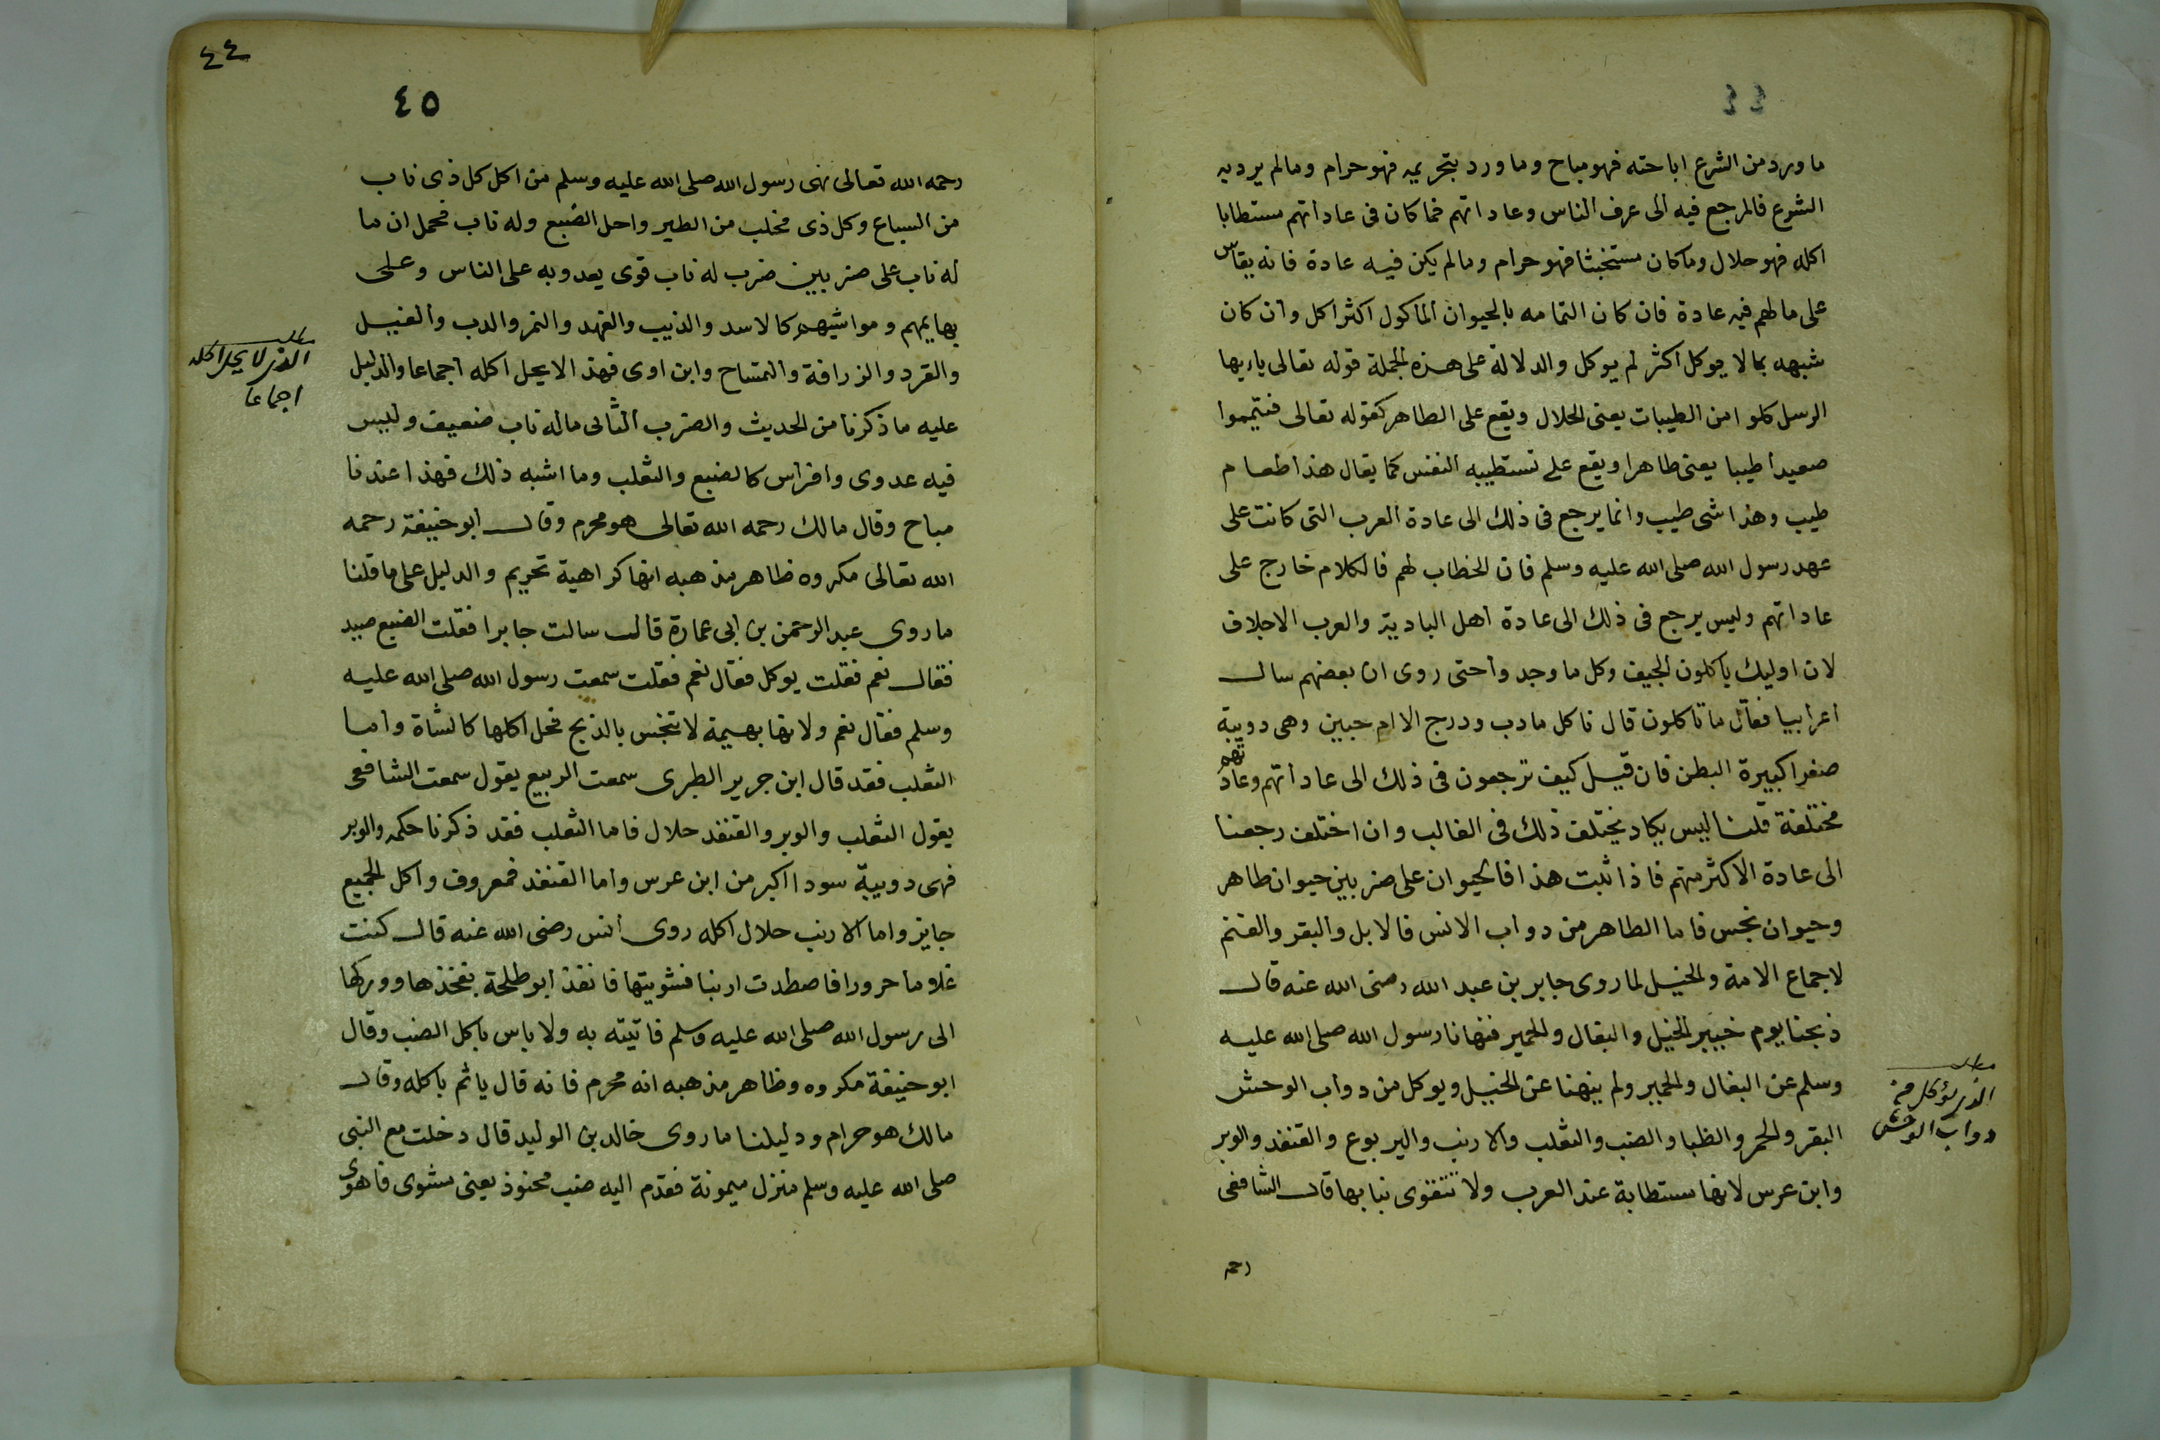 ٤٤
ما ورد من الشرع اباحته فهو مباح وما ورد بتحريمه فهو حرام ومالم يرد به
الشرع فالمرجع فيه الى عرف الناس وعاداتهم فما كان فى عاداتهم مستطابا
اكله فهو حلال وما كان مستخبثا فهو حرام ومالم يكن فيه عادة فانه يقاس
على مالهم فيه عادة فان كان التمامه بالحيوان المأكول اكثر اكل وان كان
شبهه بما لا يوكل اكثر لم يوكل والدلالة على هذه الجملة قوله تعالى ياءيها
الرسل كلوا من الطيبات يعنى الحلال ويقع على الطاهر كقوله تعالى فتيمموا
صعيدا طيبا يعنى طاهرا ويقع على تستطيبه النفس كما يقال هذا طعام
طيب وهذا شى طيب وانما يرجع فى ذلك الى عادة العرب التى كانت على
عهد رسول الله صلى الله عليه وسلم فان الخطاب لهم فالكلام خارج على
عاداتهم وليس يرجع فى ذلك الى عادة اهل البادية والعرب الاجلاف
لان اوليك ياكلون الجيف وكل ما وجدوا حتى روى ان بعضهم سال
اعرابيا فقال ما تاكلون قال ناكل مادب ودرج الا ام حبين وهى دويبة
صفرا كبيرة البطن فان قيل كيف ترجعون فى ذلك الى عاداتهم وعاداتهم
مختلفة قلنا ليس يكاد يختلف ذلك فى الغالب وان اختلف رجعنا
الى عادة الاكثر منهم فاذا ثبت هذا فالحيوان على ضربين حيوان طاهر
وحيوان نجس فاما الطاهر من دواب الانس فالابل والبقر والغنم
لاجماع الامة والخيل لما روى جابر بن عبد الله رضى الله عنه قال
ذبحنا يوم خيبر الخيل والبغال والحمير فنهانا رسول الله صلى الله عليه
وسلم عن البغال والحمير ولم ينهنا عن الخيل ويوكل من دواب الوحش
البقر والحمر والظبا والضب والثعلب والارنب واليربوع والقنفذ والوبر
وابن عرس لانها مستطابة عند العرب ولا تتقوى بنابها قال الشافعى
رحمه
مطلب
الذى يؤكل من
دواب الوحش
٤٤
٤٥
رحمه الله تعالى نهى رسول الله صلى الله عليه وسلم من اكل كل ذى ناب
من السباع وكل ذى مخلب من الطير واحل الضبع وله ناب فحمل ان ما
له ناب على ضربين ضرب له ناب قوى يعدو به على الناس وعلى
بهايمهم ومواشيهم كالاسد والذيب والفهد والنمر والدب والفيل
والقرد والزرافة والتمساح وابن اوى فهذا لا يحل اكله اجماعا والدليل
عليه ما ذكرنا من الحديث والضرب الثانى ماله ناب ضعيف وليس
فيه عدوى وافراس كالضبع والثعلب وما اشبه ذلك فهذا عندنا
مباح وقال مالك رحمه الله تعالى هو محرم وقال ابو حنيفة رحمه
الله تعالى مكروه ظاهر مذهبه انها كراهية تحريم والدليل على ما قلنا
ما روى عبد الرحمن بن ابى عمارة قال سالت جابرا فقلت الضبع صيد
فقال نعم فقلت يوكل فقال نعم فقلت سمعت رسول الله صلى الله عليه
وسلم فقال نعم ولانها بهيمة لا تنجس بالذبح فحل اكلها كالشاة واما
الثعلب فقد قال ابن جرير الطبرى سمعت الربيع يقول سمعت الشافعى
يقول الثعلب والوبر والقنفذ حلال فاما الثعلب فقد ذكرنا حكمه والوبر
فهى دويبة سودا اكبر من ابن عرس واما القنفذ فمعروف واكل الجميع
جايز واما الارنب حلال اكله روى انس رضى الله عنه قال كنت
غلوما حرورا فاصطدت ارنبا فشويتها فانفذ ابو طلحة بفخذها ووركها
الى رسول الله صلى الله عليه وسلم فاتيته به ولا باس باكل الضب وقال
ابو حنيفة مكروه وظاهر مذهبه انه محرم فانه قال ياثم باكله وقال
مالك هو حرام ودليلنا ما روى خالد بن الوليد قال دخلت مع النبى
صلى الله عليه وسلم منزل ميمونة فقدم اليه ضب محنوذ يعنى مشوى فاهوى
مطلب
الذى لا يحل اكله
اجماعا